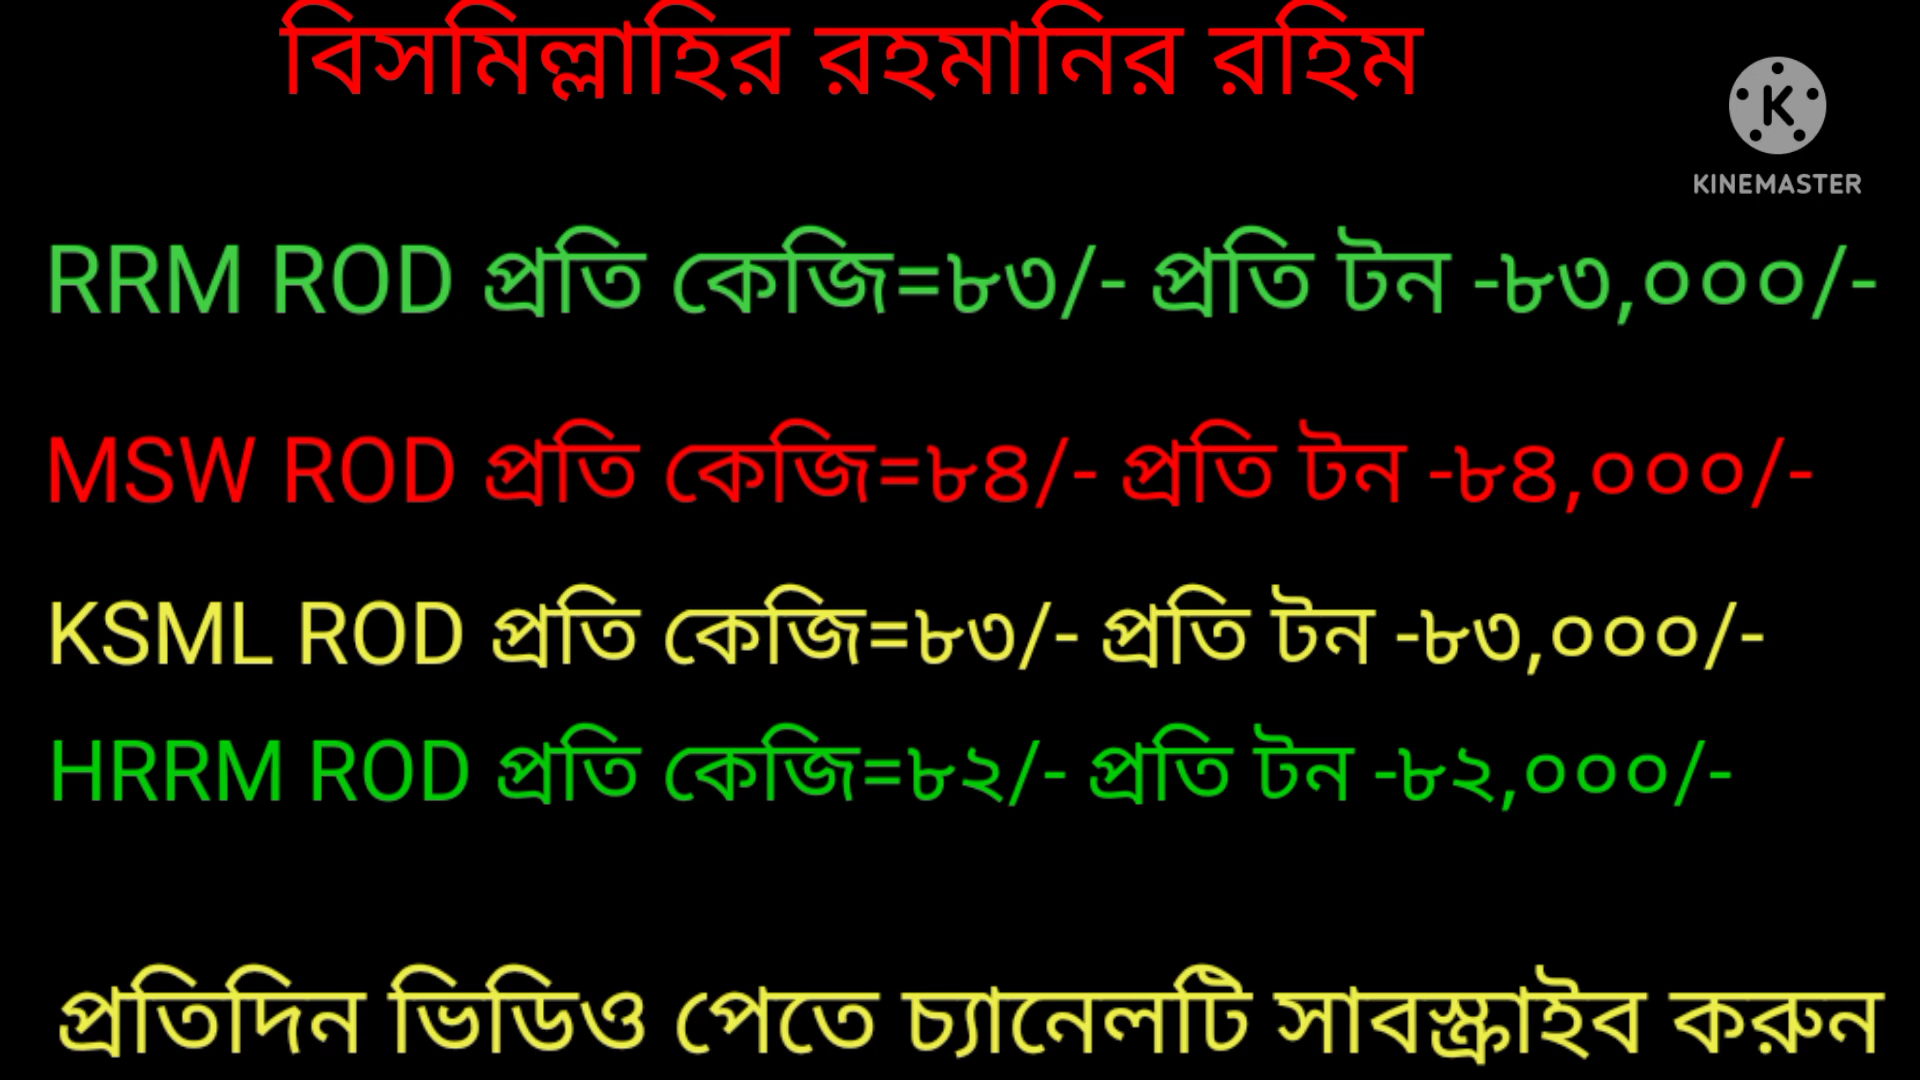 বিসমিল্লাহির রহমানির রহিম
KINEMASTER
RRM ROD প্রতি কেজি=৮৩/- প্রতি টন -৮৩,০০০/-
MSW ROD প্রতি কেজি=৮৪/- প্রতি টন -৮৪,০০০/-
KSML ROD প্রতি কেজি=৮৩/- প্রতি টন -৮৩,০০০/-
HRRM ROD প্রতি কেজি=৮২/- প্রতি টন -৮২,০০০/-
প্রতিদিন ভিডিও পেতে চ্যানেলটি সাবস্ক্রাইব করুন